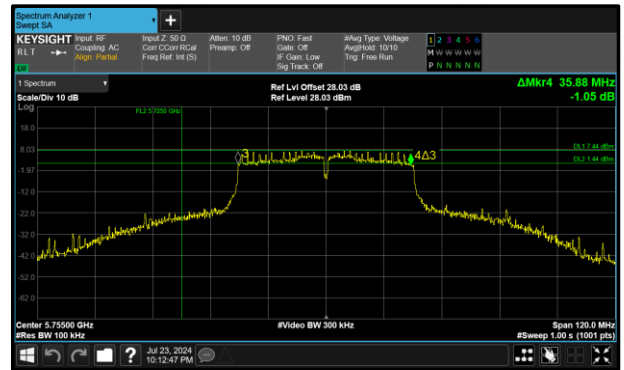 Spectrum Analyzer 1
Swept SA
+
KEYSIGHT
Input: RF
Input Z: 50 Ω
Atten: 10 dB
PNO: Fast
#Avg Type: Voltage
1 2 3 4 5 6
RLT
Coupling: AC
Corr CCorr RCal
Preamp: Off
Gate: Off
Avg|Hold: 10/10
M W W W W W
Align: Partial
Freq Ref: Int (S)
IF Gain: Low
Trig: Free Run
Sig Track: Off
P N N N N N
LW
1 Spectrum
Ref Lvl Offset 28.03 dB
ΔMkr4 35.88 MHz
Scale/Div 10 dB
Ref Level 28.03 dBm
-1.05 dB
Log
FL2 5.7250 GHz
18.0
8.03
3
4Δ3
DL1 7.44 dBm
DL2 1.44 dBm
-1.97
-12.0
-22.0
-32.0
-42.0
-52.0
-62.0
Center 5.75500 GHz
#Video BW 300 kHz
Span 120.0 MHz
#Res BW 100 kHz
#Sweep 1.00 s (1001 pts)
?
Jul 23, 2024
10:12:47 PM